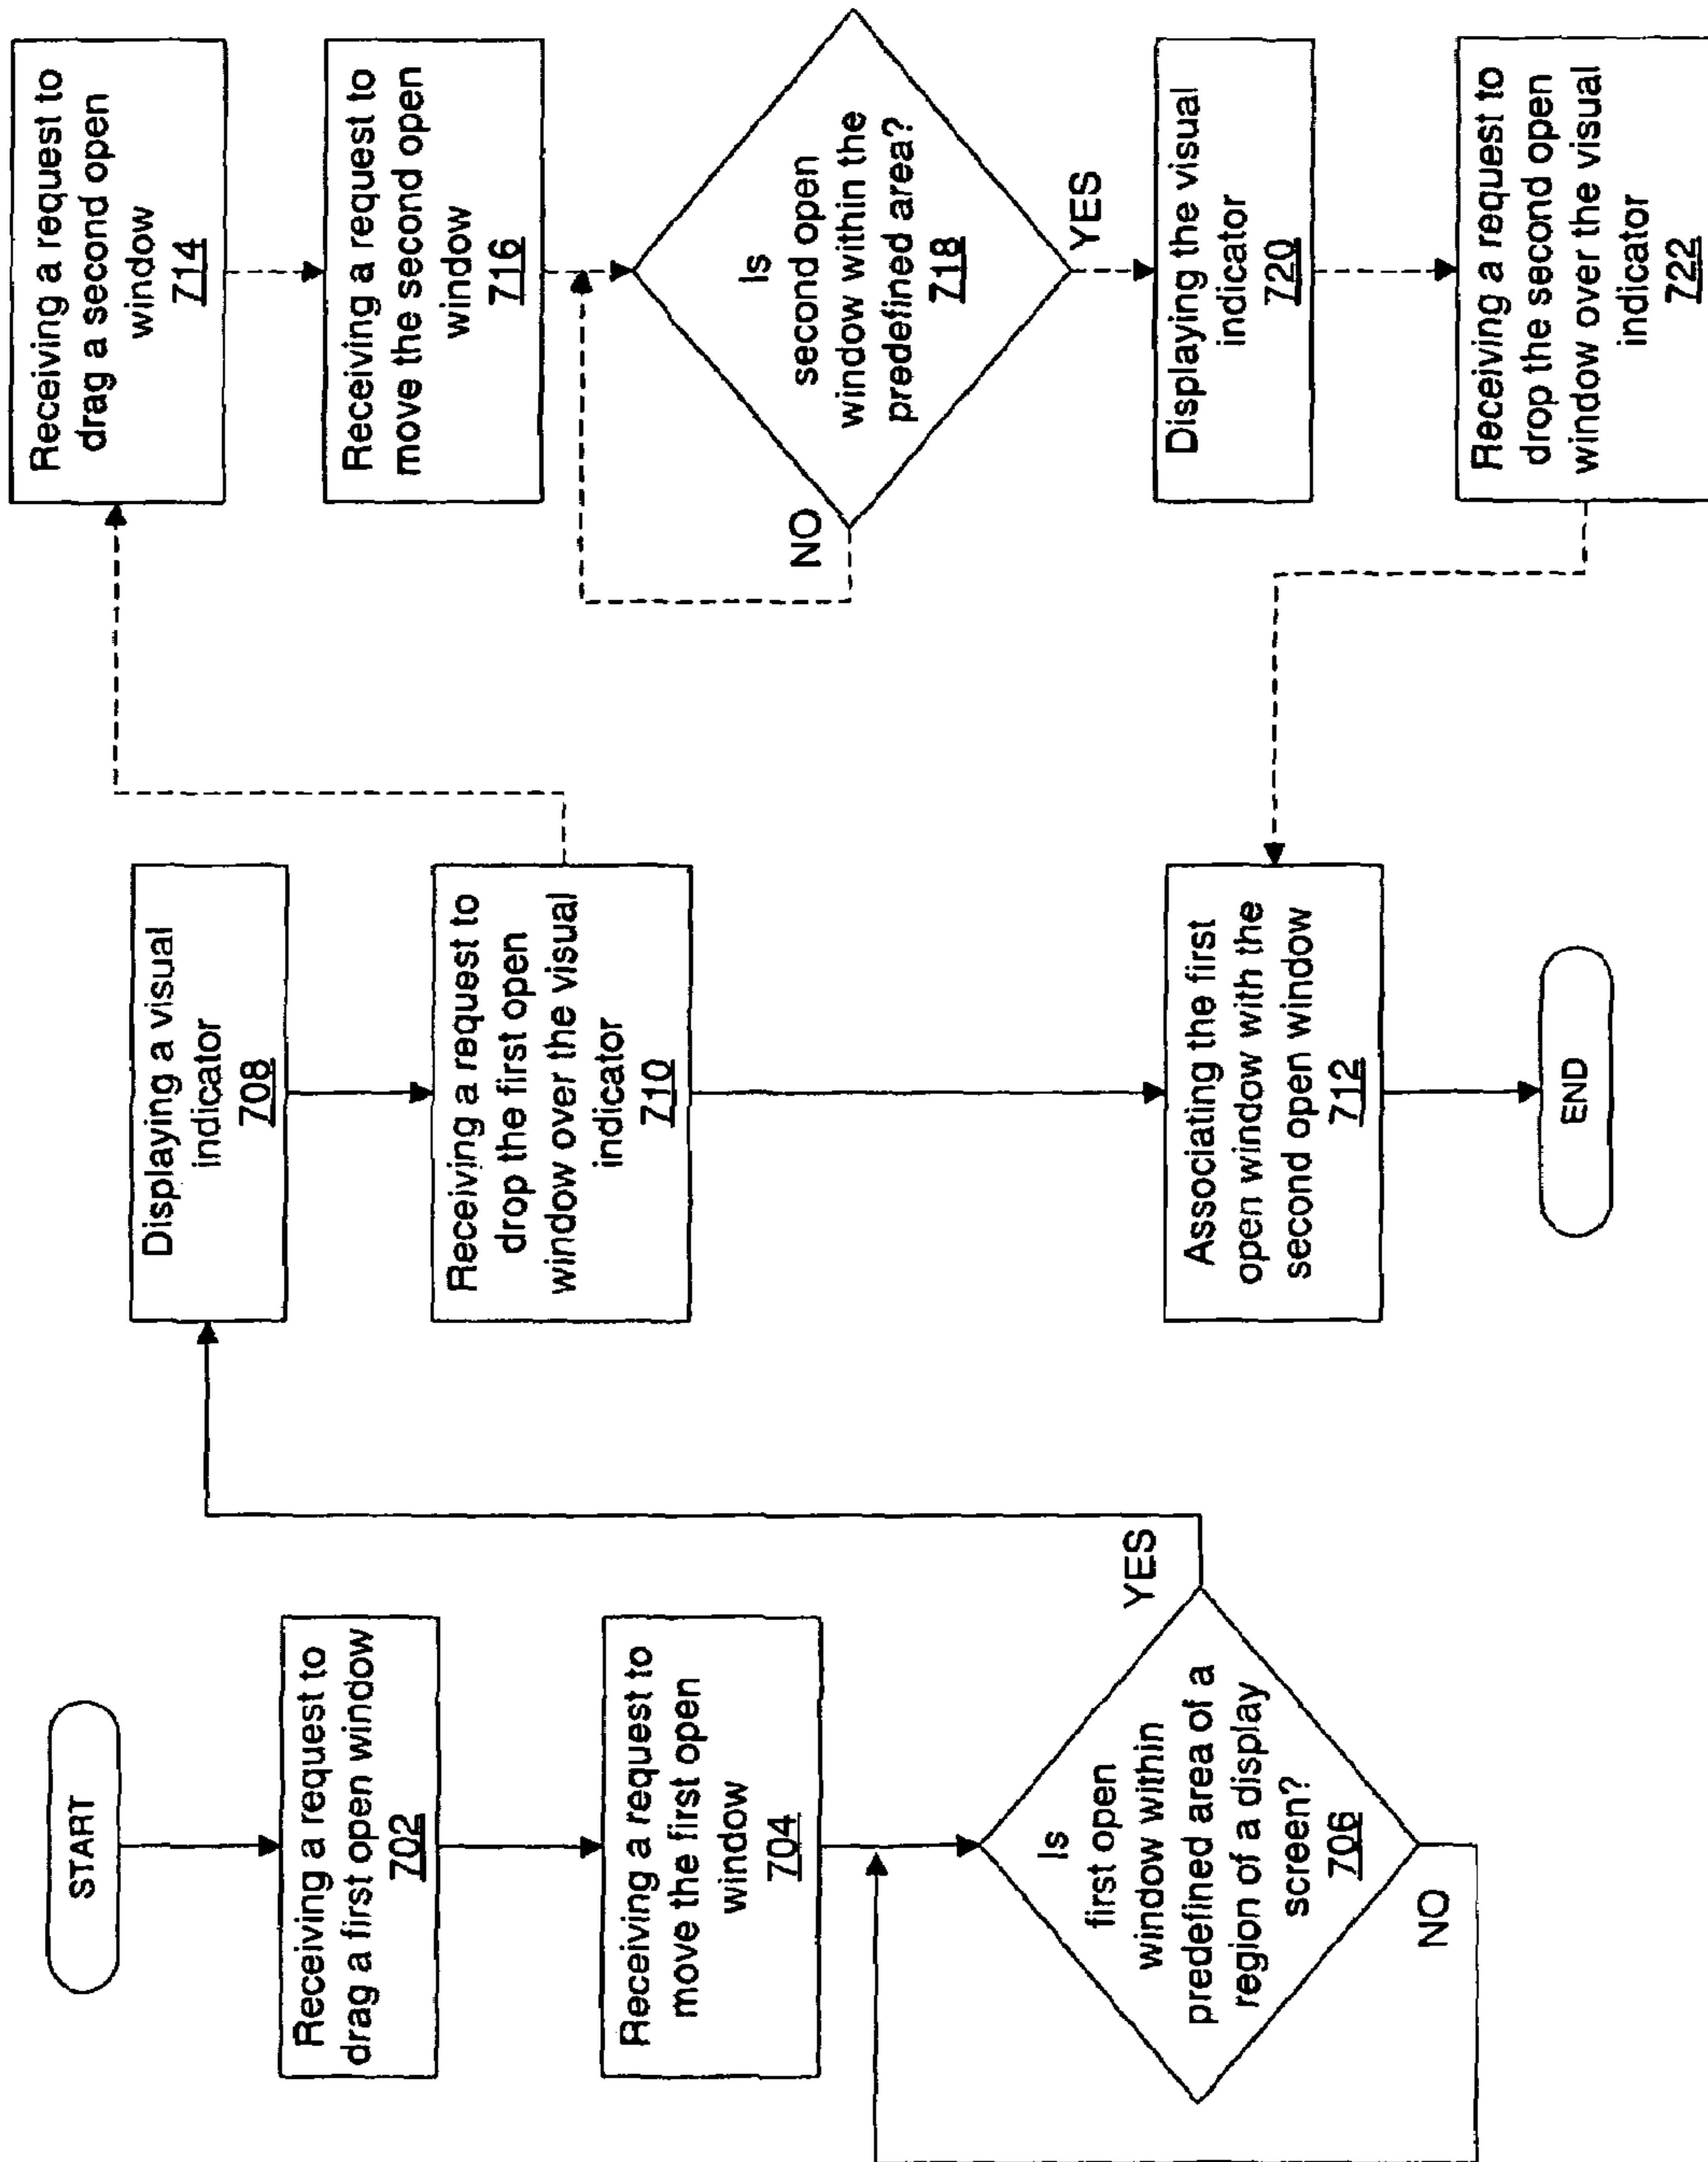 START
Receiving a request to
drag a first open window
702
Receiving a request to
move the first open
window
704
Is
first open
window within
predefined area of a
region of a display
screen?
706
YES
NO
Displaying a visual
indicator
708
Receiving a request to
drop the first open
window over the visual
indicator
710
Associating the first
open window with the
second open window
712
END
Receiving a request to
drag a second open
window
714
Receiving a request to
move the second open
window
716
Is
second open
window within the
predefined area?
718
NO
YES
Displaying the visual
indicator
720
Receiving a request to
drop the second open
window over the visual
indicator
722